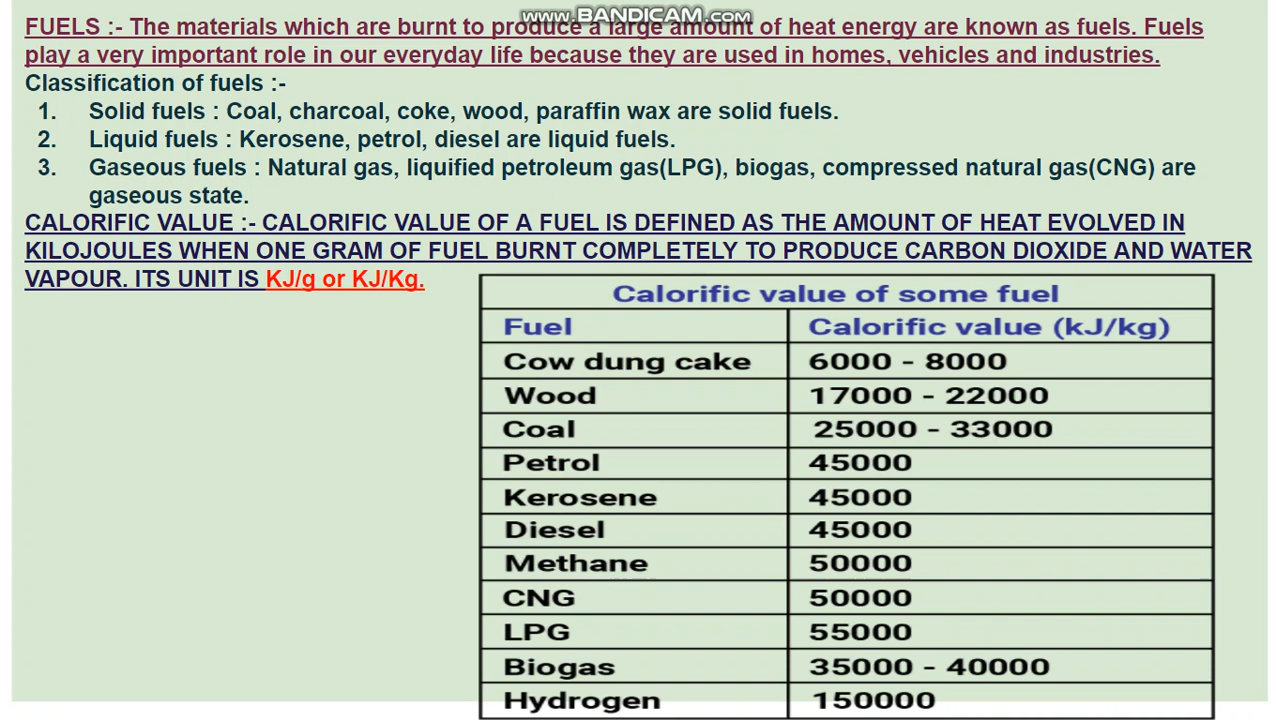 www.BANDICAM.com
FUELS :- The materials which are burnt to produce a large amount of heat energy are known as fuels. Fuels
play a very important role in our everyday life because they are used in homes, vehicles and industries.
Classification of fuels :-
1. Solid fuels : Coal, charcoal, coke, wood, paraffin wax are solid fuels.
2. Liquid fuels : Kerosene, petrol, diesel are liquid fuels.
3. Gaseous fuels : Natural gas, liquified petroleum gas(LPG), biogas, compressed natural gas(CNG) are
gaseous state.
CALORIFIC VALUE :- CALORIFIC VALUE OF A FUEL IS DEFINED AS THE AMOUNT OF HEAT EVOLVED IN
KILOJOULES WHEN ONE GRAM OF FUEL BURNT COMPLETELY TO PRODUCE CARBON DIOXIDE AND WATER
VAPOUR. ITS UNIT IS KJ/g or KJ/Kg.
Calorific value of some fuel
Fuel Calorific value (kJ/kg)
Cow dung cake 6000 - 8000
Wood 17000 - 22000
Coal 25000 - 33000
Petrol 45000
Kerosene 45000
Diesel 45000
Methane 50000
CNG 50000
LPG 55000
Biogas 35000 - 40000
Hydrogen 150000